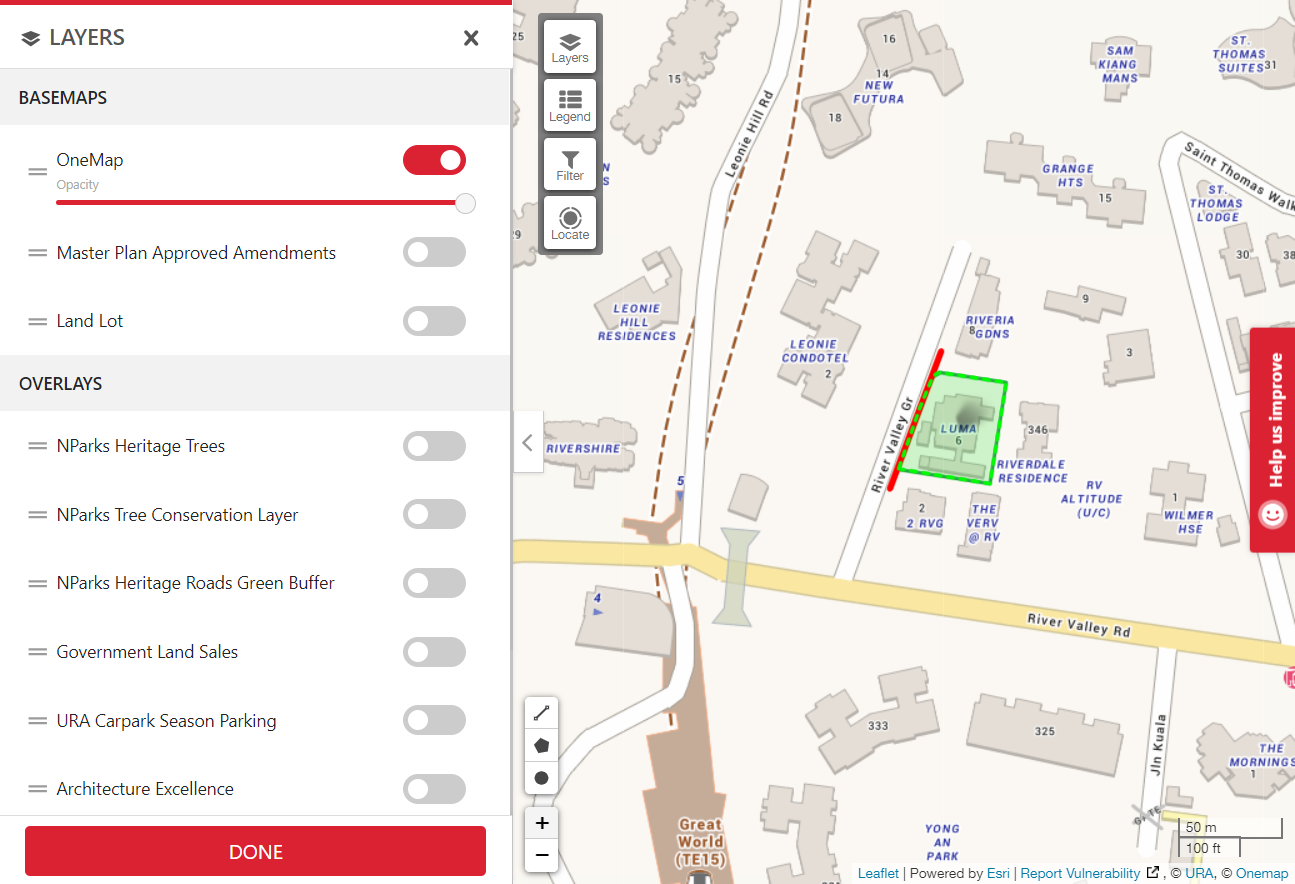 LAYERS
BASEMAPS
OneMap
Opacity
Master Plan Approved Amendments
Land Lot
OVERLAYS
NParks Heritage Trees
NParks Tree Conservation Layer
NParks Heritage Roads Green Buffer
Government Land Sales
URA Carpark Season Parking
Architecture Excellence
DONE
Layers
Legend
Filter
Locate
25
15
16
14
NEW
FUTURA
18
SAM
KIANG
MANS
ST.
THOMAS
SUITES
31
Leonie Hill Rd
N
S
GRANGE
HTS
15
Saint Thomas Walk
ST.
THOMAS
LODGE
30
38
29
LEONIE
HILL
RESIDENCES
LEONIE
CONDOTEL
2
RIVERIA
GDNS
8
9
3
River Valley Gr
LUMA
6
346
RIVERDALE
RESIDENCE
RIVERSHIRE
5
RV
ALTITUDE
(U/C)
1
WILMER
HSE
2
2 RVG
THE
VERV
@ RV
Help us improve
4
River Valley Rd
333
325
Jln Kuala
THE
MORNINGS
1
GATE
Great
World
(TE15)
YONG
AN
PARK
+
−
50 m
100 ft
Leaflet | Powered by Esri | Report Vulnerability , © URA, © Onemap